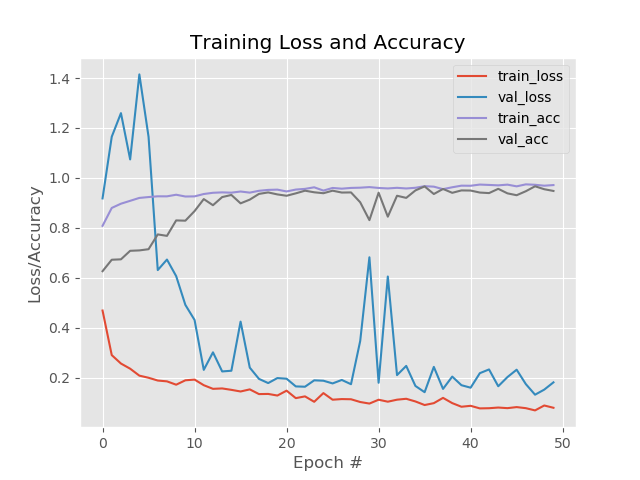 Training Loss and Accuracy
train_loss
val_loss
train_acc
val_acc
1.4
1.2
1.0
0.8
0.6
0.4
0.2
Loss/Accuracy
0 10 20 30 40 50
Epoch #